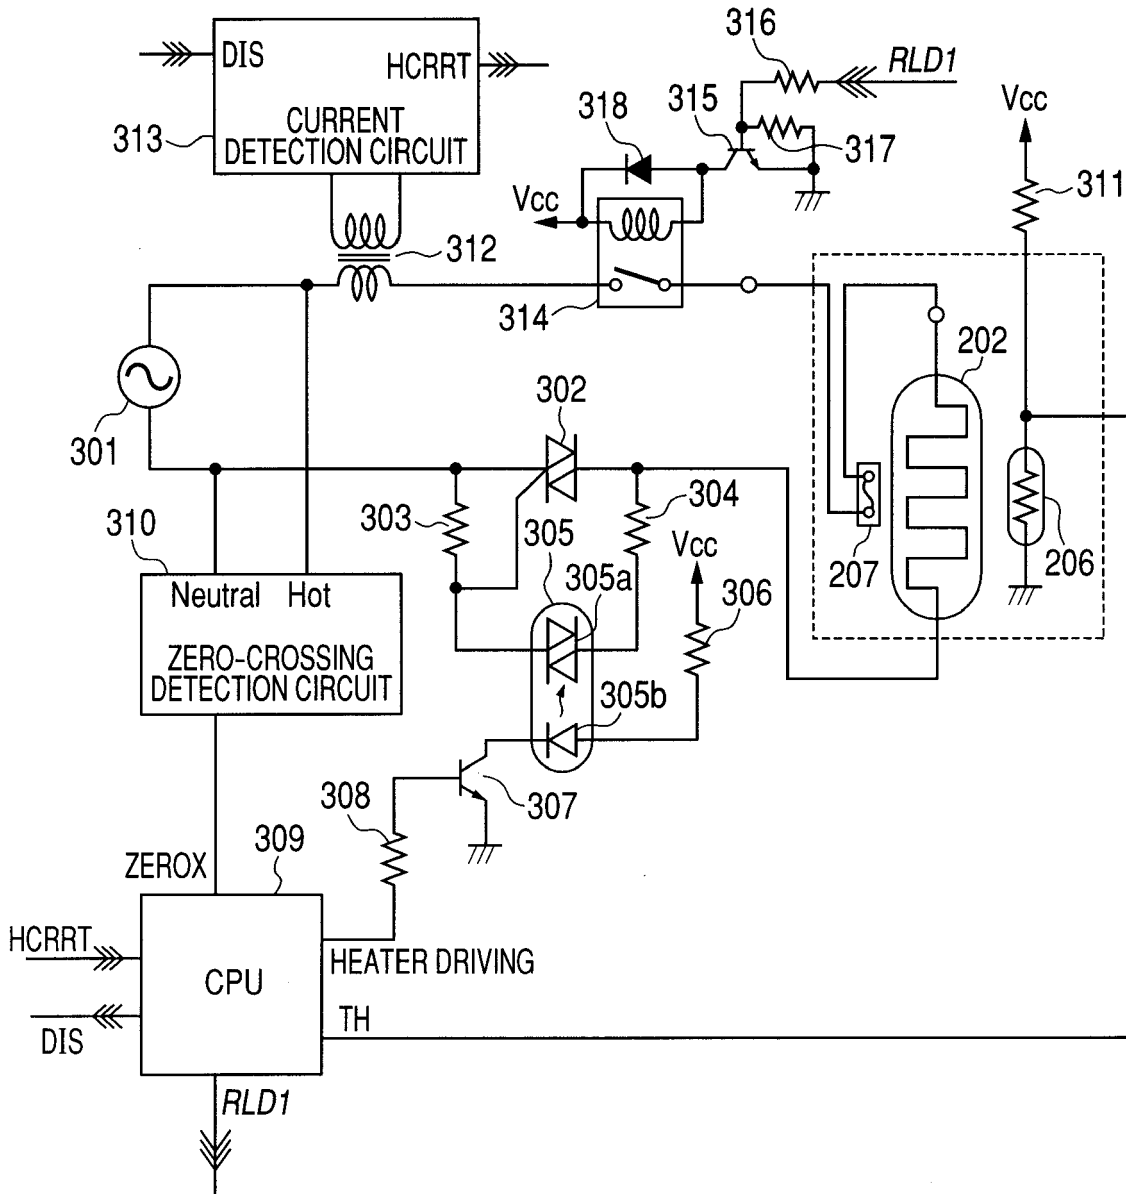 316
RLD1
DIS
HCRRT
315
Vcc
CURRENT
DETECTION CIRCUIT
313
318
317
311
Vcc
312
314
202
301
302
303
304
310
305
Vcc
207
206
305a
306
Neutral Hot
ZERO-CROSSING
DETECTION CIRCUIT
305b
308
307
309
ZEROX
HCRRT
HEATER DRIVING
CPU
TH
DIS
RLD1